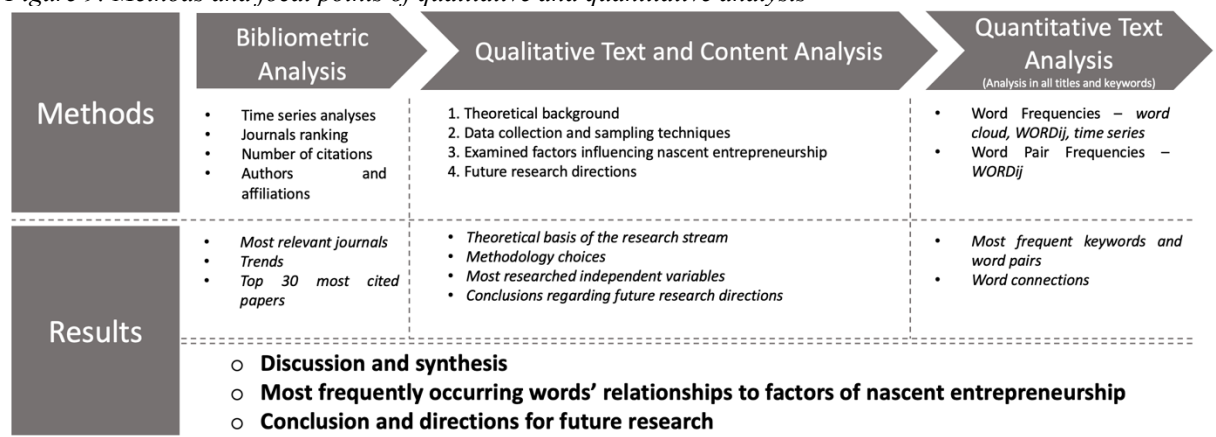 Figure 9: Methods and focal points of qualitative and quantitative analysis
Bibliometric
Analysis
Qualitative Text and Content Analysis
Quantitative Text
Analysis
(Analysis in all titles and keywords)
Methods
• Time series analyses
• Journals ranking
• Number of citations
• Authors and
affiliations
1. Theoretical background
2. Data collection and sampling techniques
3. Examined factors influencing nascent entrepreneurship
4. Future research directions
• Word Frequencies – word
cloud, WORDij, time series
• Word Pair Frequencies –
WORDij
Results
• Most relevant journals
• Trends
• Top 30 most cited
papers
• Theoretical basis of the research stream
• Methodology choices
• Most researched independent variables
• Conclusions regarding future research directions
• Most frequent keywords and
word pairs
• Word connections
o Discussion and synthesis
o Most frequently occurring words’ relationships to factors of nascent entrepreneurship
o Conclusion and directions for future research